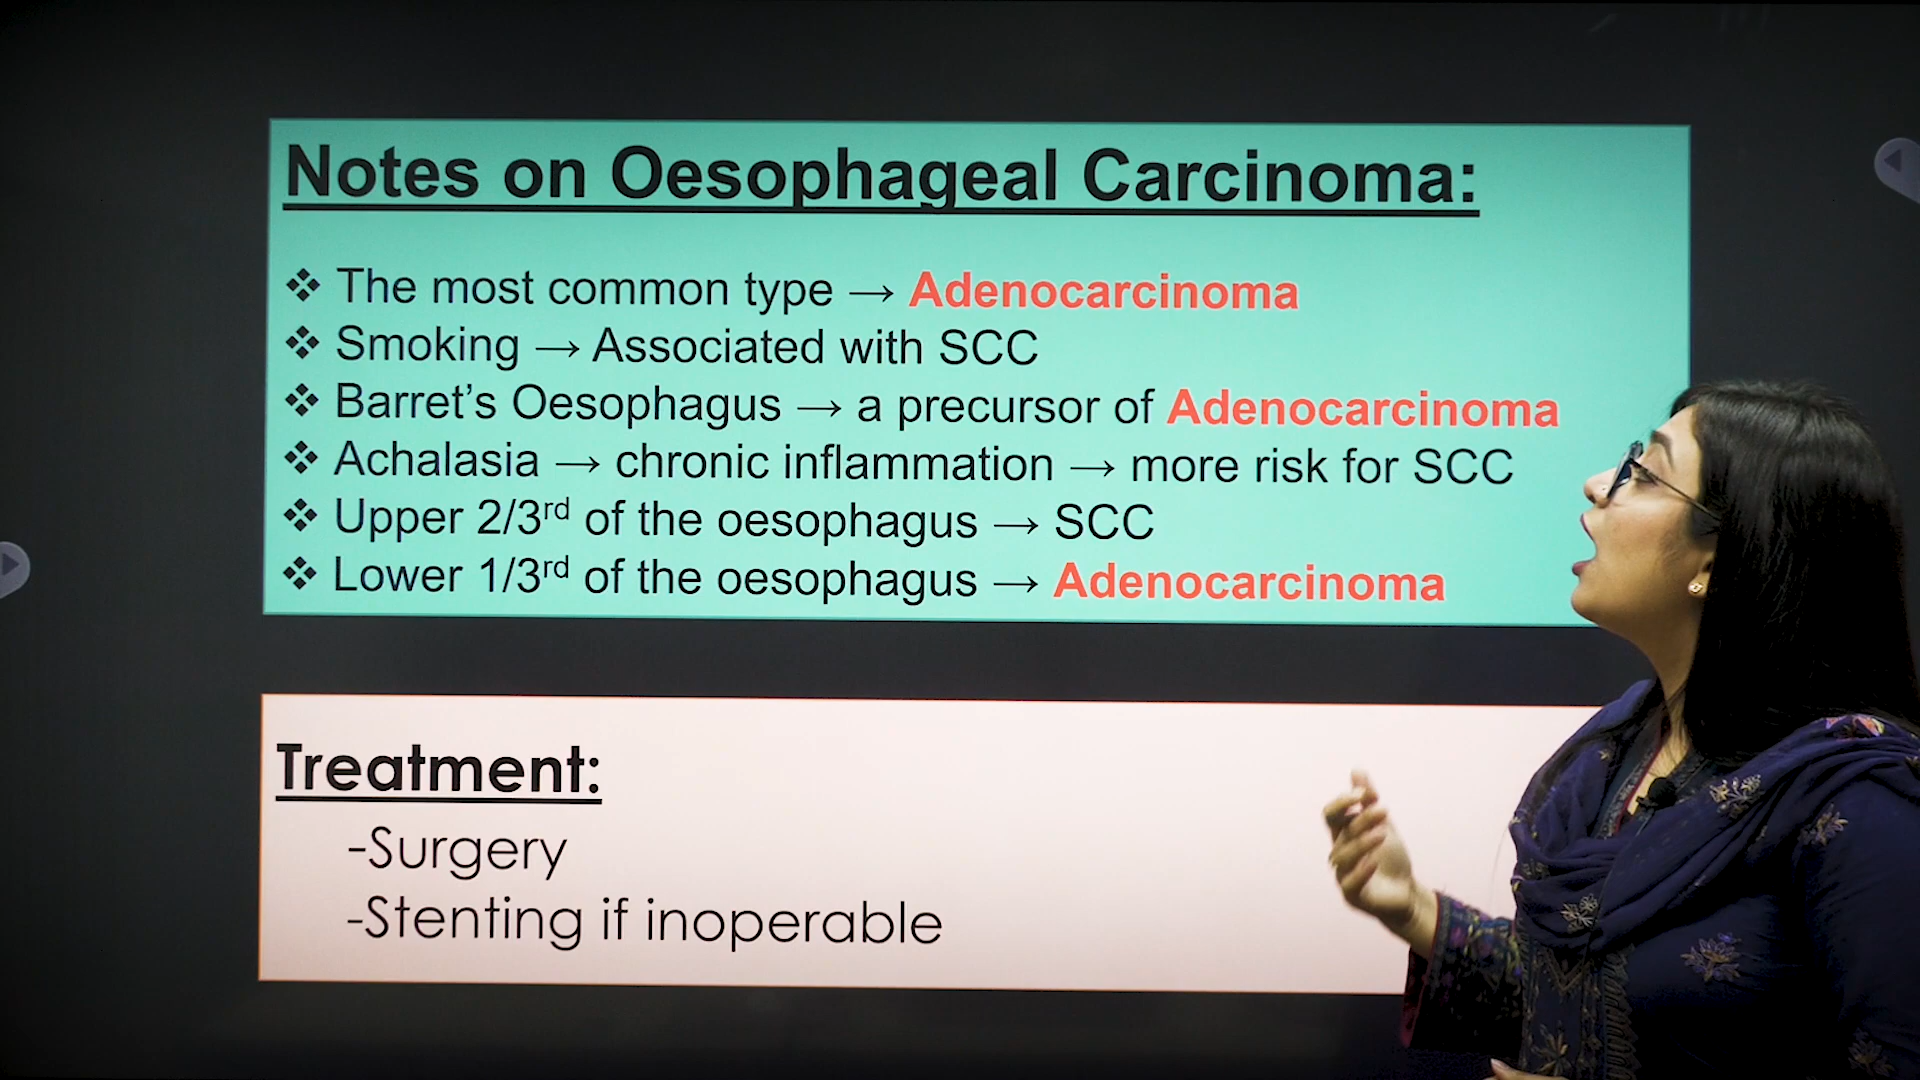 Notes on Oesophageal Carcinoma:
❖ The most common type → Adenocarcinoma
❖ Smoking → Associated with SCC
❖ Barret’s Oesophagus → a precursor of Adenocarcinoma
❖ Achalasia → chronic inflammation → more risk for SCC
❖ Upper 2/3rd of the oesophagus → SCC
❖ Lower 1/3rd of the oesophagus → Adenocarcinoma
Treatment:
-Surgery
-Stenting if inoperable